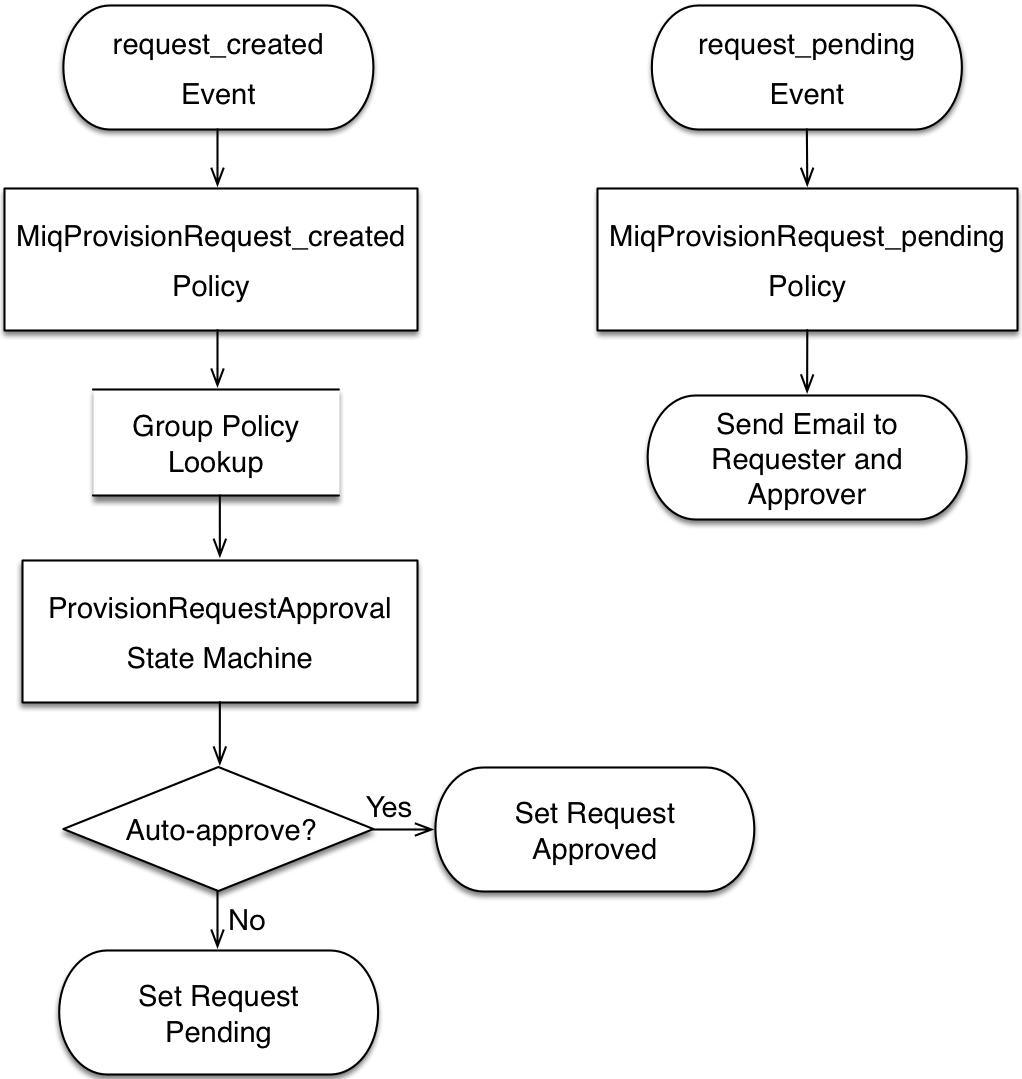 request_created
Event
MiqProvisionRequest_created
Policy
Group Policy
Lookup
ProvisionRequestApproval
State Machine
Auto-approve?
Yes
Set Request
Approved
No
Set Request
Pending
request_pending
Event
MiqProvisionRequest_pending
Policy
Send Email to
Requester and
Approver